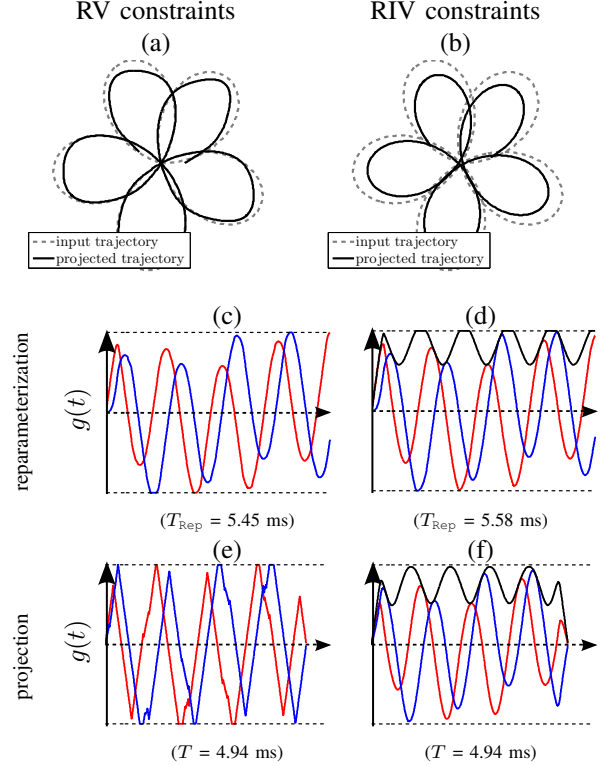 RV constraints
RIV constraints
(a)
(b)
input trajectory
projected trajectory
input trajectory
projected trajectory
(c)
(d)
reparameterization
g(t)
(T_Rep = 5.45 ms)
(T_Rep = 5.58 ms)
(e)
(f)
projection
g(t)
(T = 4.94 ms)
(T = 4.94 ms)